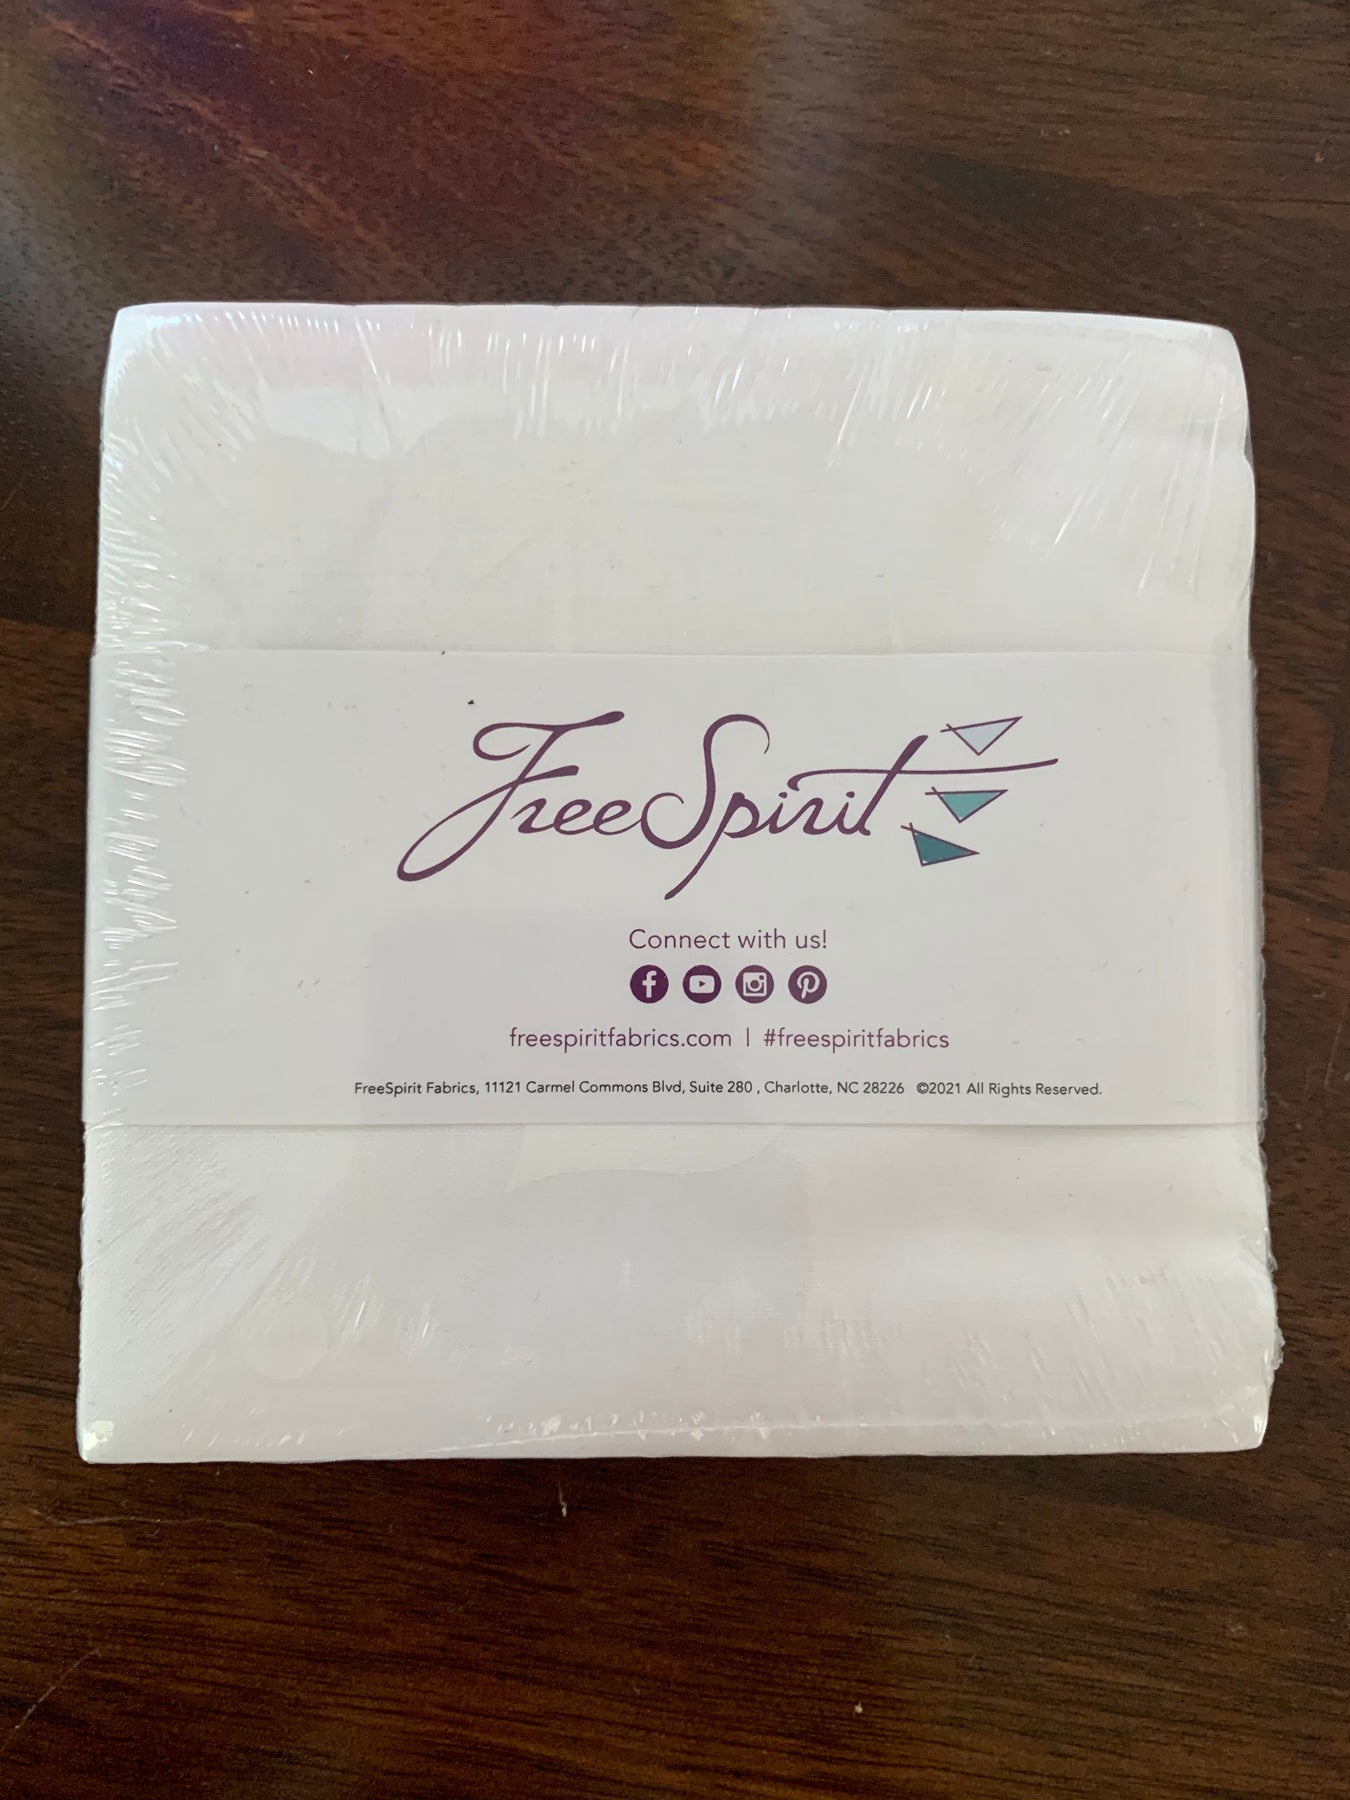 FreeSpirit
Connect with us!
freespiritfabrics.com | #freespiritfabrics
FreeSpirit Fabrics, 11121 Carmel Commons Blvd, Suite 280 , Charlotte, NC 28226 ©2021 All Rights Reserved.